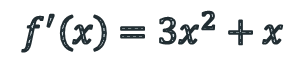 f′(x) = 3x² + x